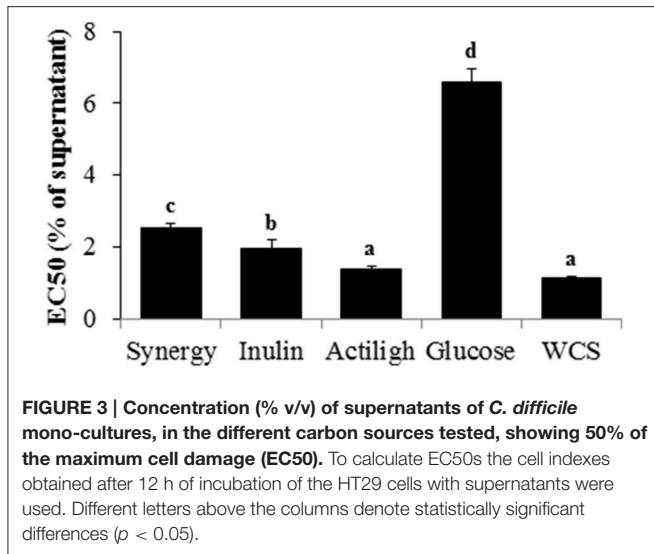 8
6
4
2
0
EC50 (% of supernatant)
c
b
a
d
a
Synergy Inulin Actiligh Glucose WCS
FIGURE 3 | Concentration (% v/v) of supernatants of C. difficile
mono-cultures, in the different carbon sources tested, showing 50% of
the maximum cell damage (EC50). To calculate EC50s the cell indexes
obtained after 12 h of incubation of the HT29 cells with supernatants were
used. Different letters above the columns denote statistically significant
differences (p < 0.05).